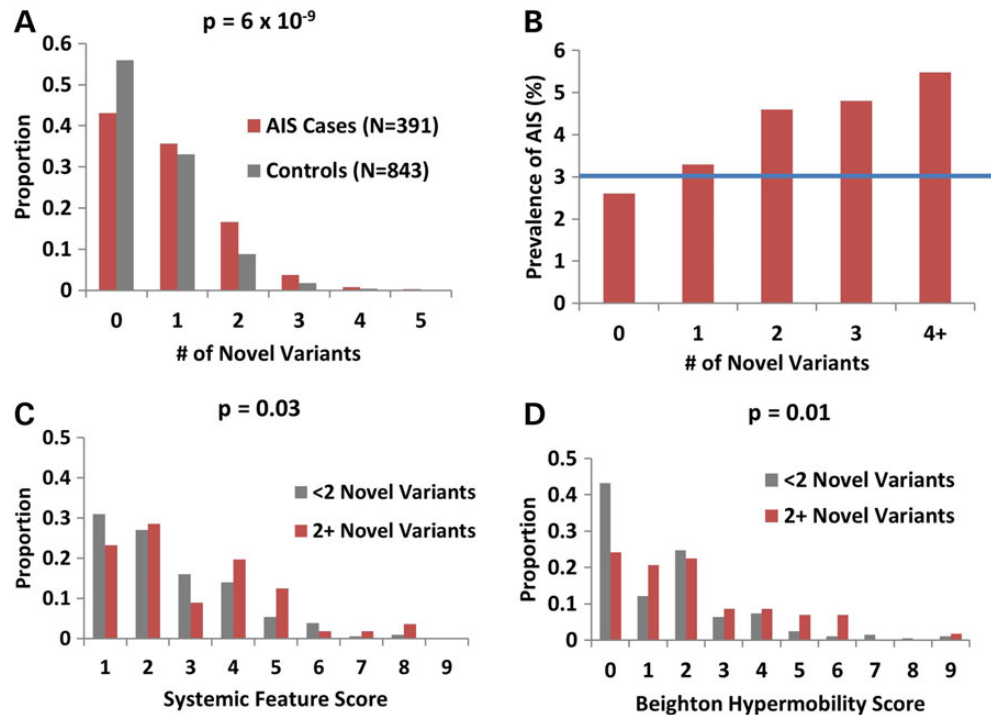 A
p = 6 x 10⁻⁹
0.6
0.5
0.4
0.3
0.2
0.1
0
Proportion
AIS Cases (N=391)
Controls (N=843)
0 1 2 3 4 5
# of Novel Variants
B
6
5
4
3
2
1
0
Prevalence of AIS (%)
0 1 2 3 4+
# of Novel Variants
C
p = 0.03
0.5
0.4
0.3
0.2
0.1
0
Proportion
<2 Novel Variants
2+ Novel Variants
1 2 3 4 5 6 7 8 9
Systemic Feature Score
D
p = 0.01
0.5
0.4
0.3
0.2
0.1
0
Proportion
<2 Novel Variants
2+ Novel Variants
0 1 2 3 4 5 6 7 8 9
Beighton Hypermobility Score